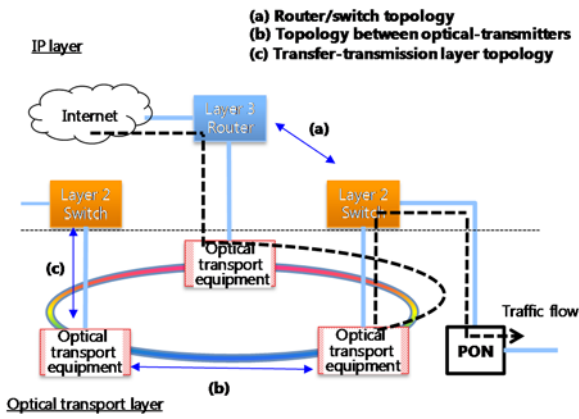 (a) Router/switch topology
(b) Topology between optical-transmitters
(c) Transfer-transmission layer topology
IP layer
Internet
Layer 3
Router
(a)
Layer 2
Switch
Layer 2
Switch
(c)
Optical
transport
equipment
Traffic flow
Optical
transport
equipment
Optical
transport
equipment
PON
(b)
Optical transport layer